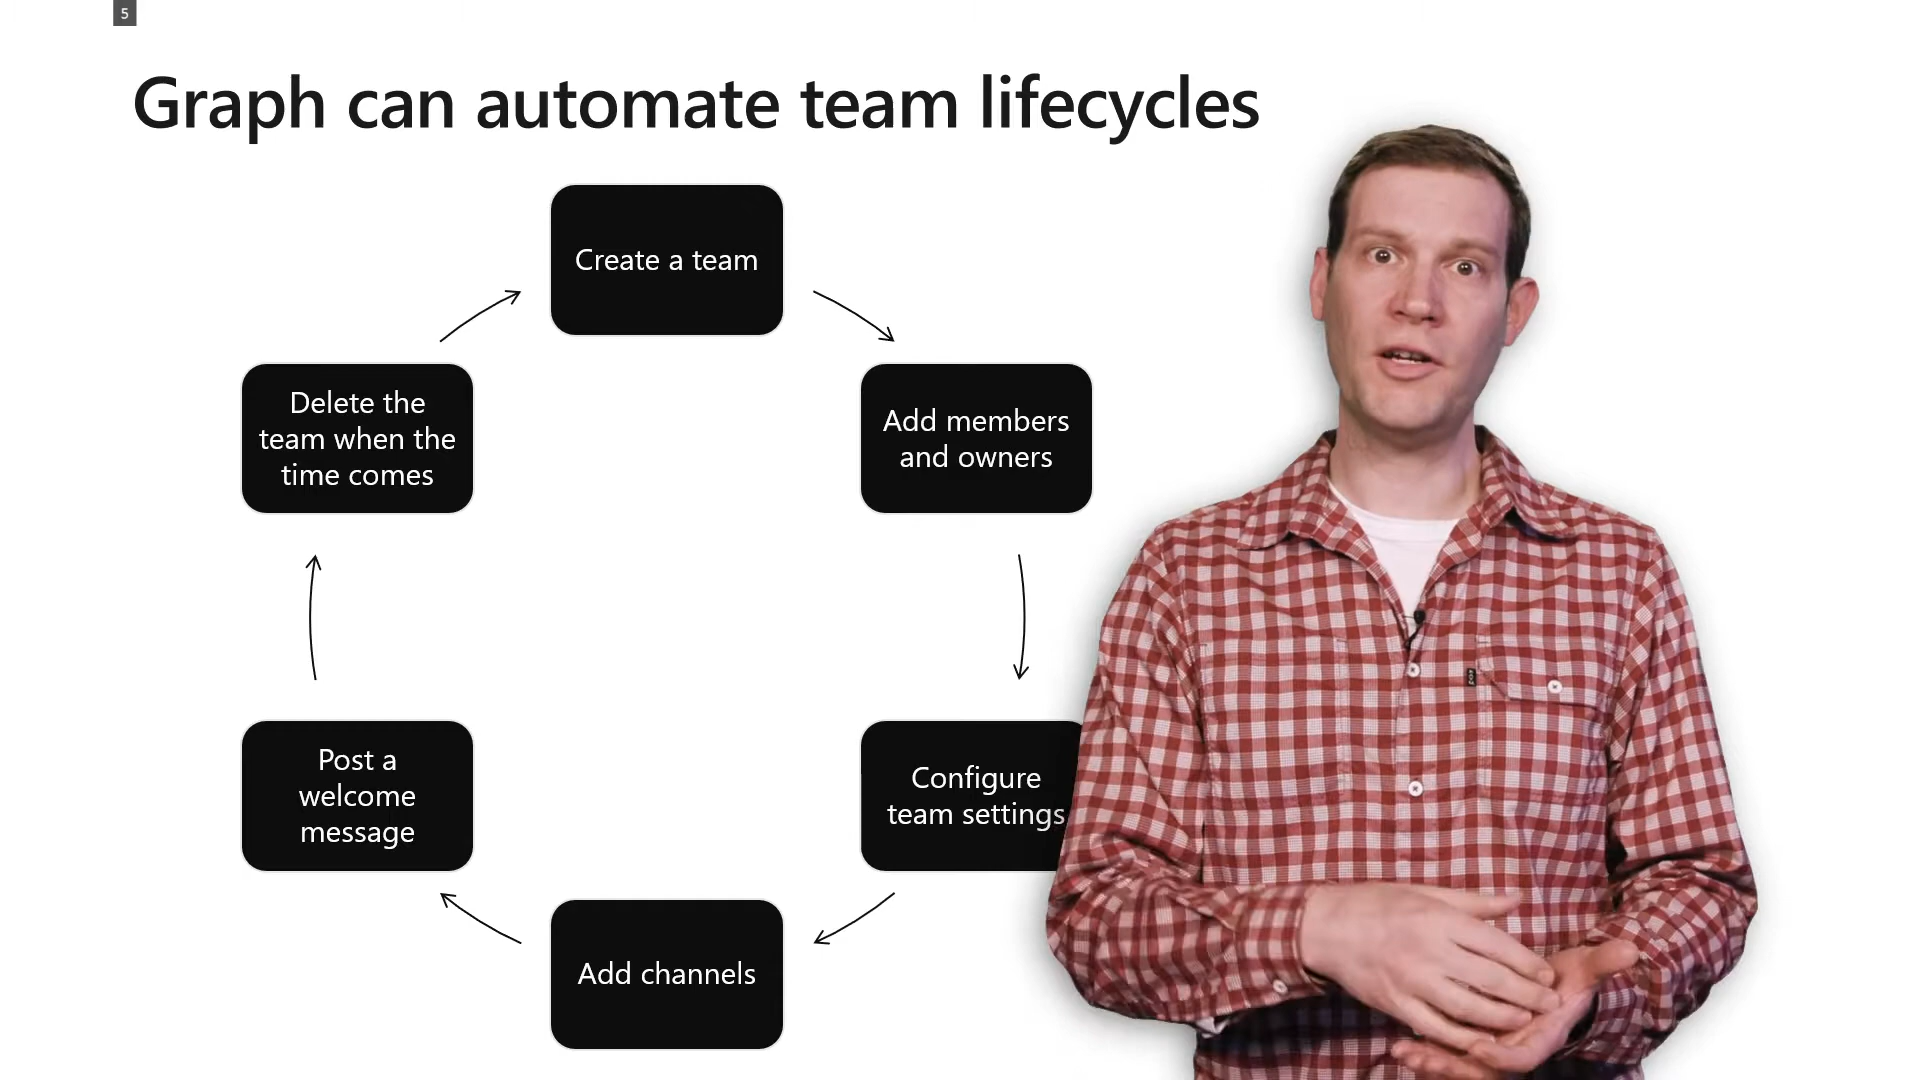 5
Graph can automate team lifecycles
Create a team
Add members
and owners
Configure
team settings
Add channels
Post a
welcome
message
Delete the
team when the
time comes